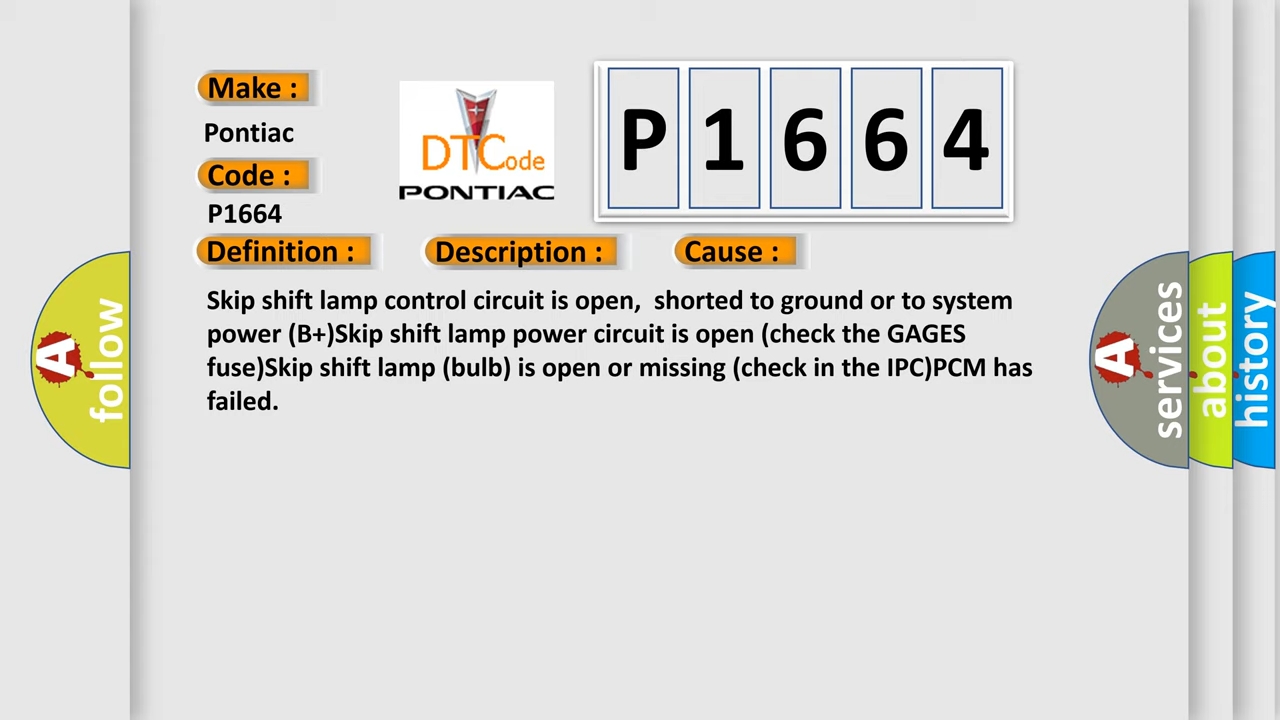 Make :
Pontiac
Code :
P1664
DTCode
PONTIAC
P 1 6 6 4
Definition :
Description :
Cause :
Skip shift lamp control circuit is open,  shorted to ground or to system
power (B+)Skip shift lamp power circuit is open (check the GAGES
fuse)Skip shift lamp (bulb) is open or missing (check in the IPC)PCM has
failed.
A
follow
A
services
about
history